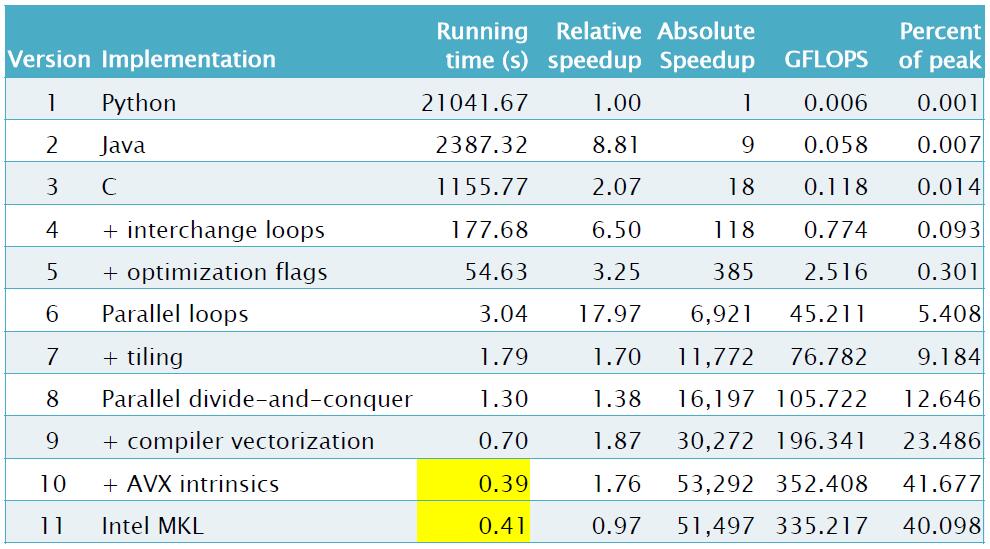 Version Implementation Running time (s) Relative speedup Absolute Speedup GFLOPS Percent of peak
1 Python 21041.67 1.00 1 0.006 0.001
2 Java 2387.32 8.81 9 0.058 0.007
3 C 1155.77 2.07 18 0.118 0.014
4 + interchange loops 177.68 6.50 118 0.774 0.093
5 + optimization flags 54.63 3.25 385 2.516 0.301
6 Parallel loops 3.04 17.97 6,921 45.211 5.408
7 + tiling 1.79 1.70 11,772 76.782 9.184
8 Parallel divide-and-conquer 1.30 1.38 16,197 105.722 12.646
9 + compiler vectorization 0.70 1.87 30,272 196.341 23.486
10 + AVX intrinsics 0.39 1.76 53,292 352.408 41.677
11 Intel MKL 0.41 0.97 51,497 335.217 40.098